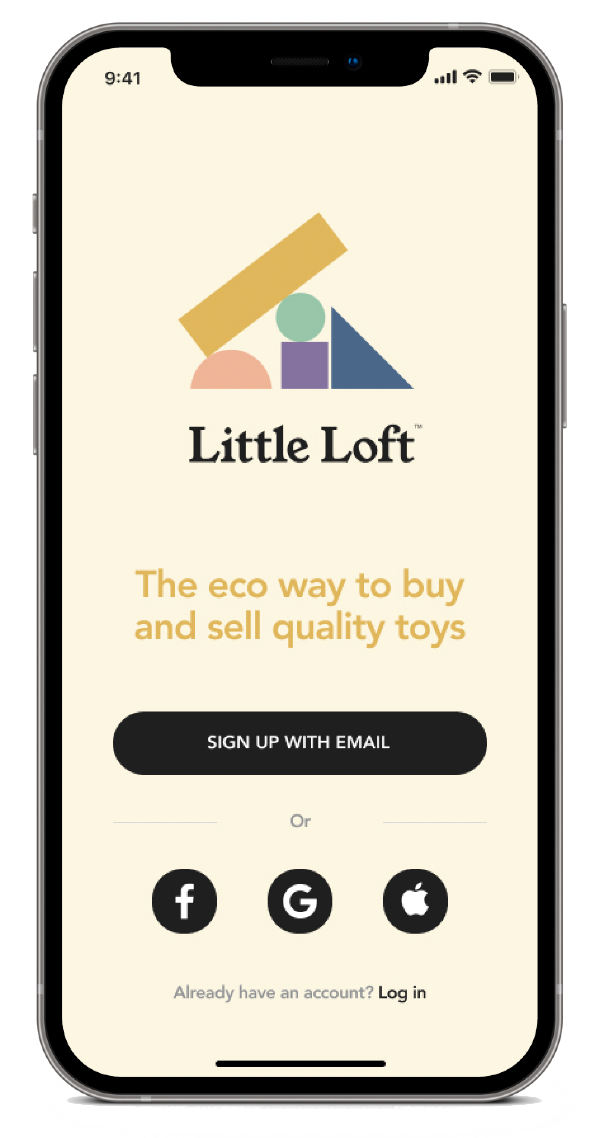 9:41
Little Loft™
The eco way to buy
and sell quality toys
SIGN UP WITH EMAIL
Or
Already have an account? Log in